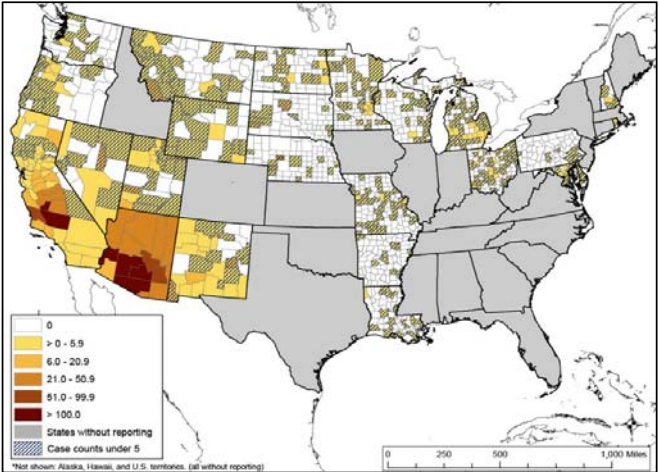 0
> 0 - 5.9
6.0 - 20.9
21.0 - 50.9
51.0 - 99.9
> 100.0
States without reporting
Case counts under 5
*Not shown: Alaska, Hawaii, and U.S. territories. (all without reporting)
0 250 500 1,000 Miles